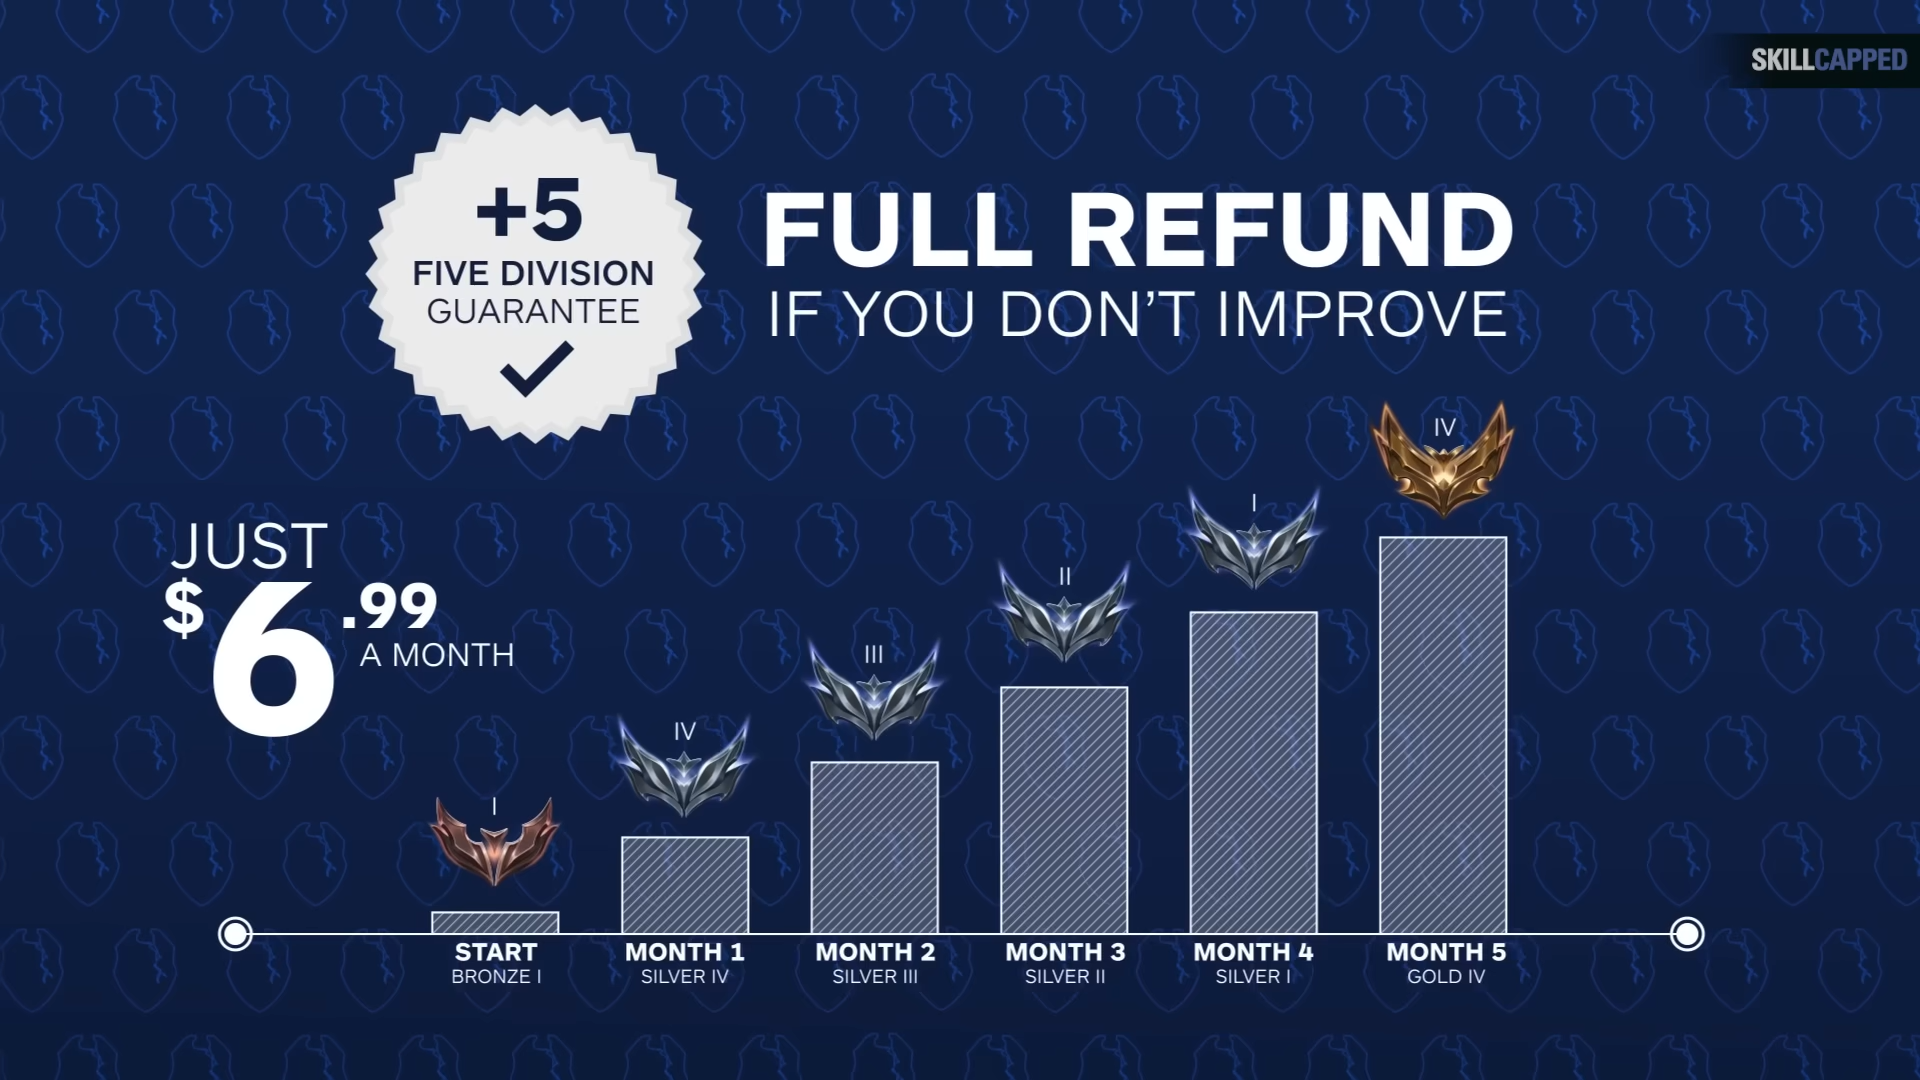 SKILLCAPPED
+5
FIVE DIVISION
GUARANTEE
FULL REFUND
IF YOU DON'T IMPROVE
JUST
$6.99
A MONTH
I
IV
III
II
I
IV
START
BRONZE I
MONTH 1
SILVER IV
MONTH 2
SILVER III
MONTH 3
SILVER II
MONTH 4
SILVER I
MONTH 5
GOLD IV